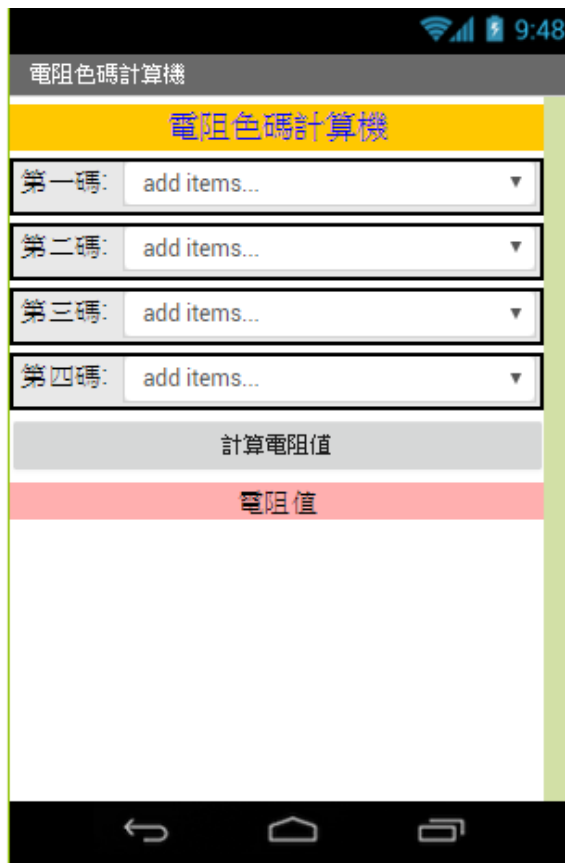 9:48
電阻色碼計算機
電阻色碼計算機
第一碼: add items...
第二碼: add items...
第三碼: add items...
第四碼: add items...
計算電阻值
電阻值